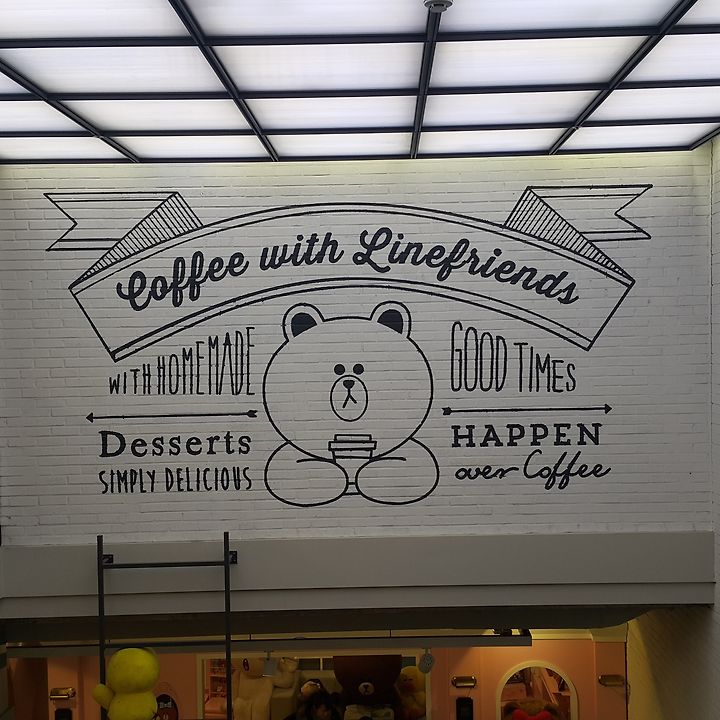 Coffee with Linefriends
WITH HOMEMADE
Desserts
SIMPLY DELICIOUS
GOOD TIMES
HAPPEN
over Coffee